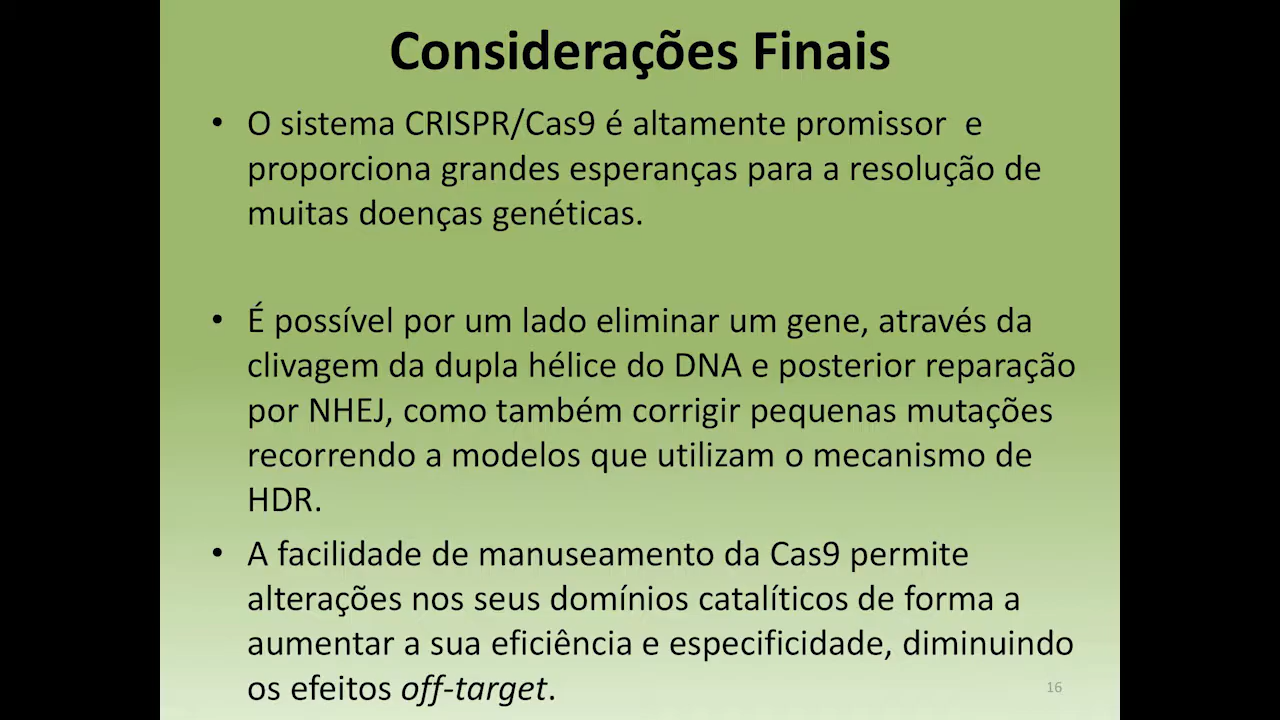 Considerações Finais
• O sistema CRISPR/Cas9 é altamente promissor e
proporciona grandes esperanças para a resolução de
muitas doenças genéticas.
• É possível por um lado eliminar um gene, através da
clivagem da dupla hélice do DNA e posterior reparação
por NHEJ, como também corrigir pequenas mutações
recorrendo a modelos que utilizam o mecanismo de
HDR.
• A facilidade de manuseamento da Cas9 permite
alterações nos seus domínios catalíticos de forma a
aumentar a sua eficiência e especificidade, diminuindo
os efeitos off-target.
16